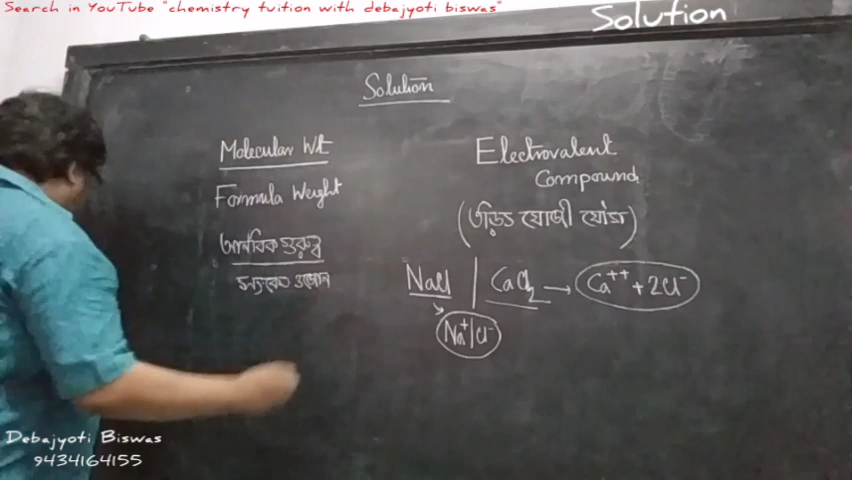 Search in YouTube "chemistry tuition with debajyoti biswas"
Solution
Solution
Molecular Wt
Formula Weight
আণবিক গুরুত্ব
সংকেত ওজন
Electrovalent
Compound
(তড়িৎ যোজী যৌগ)
NaCl | CaCl₂ → Ca⁺⁺ + 2Cl⁻
Na⁺|Cl⁻
Debajyoti Biswas
9434164155